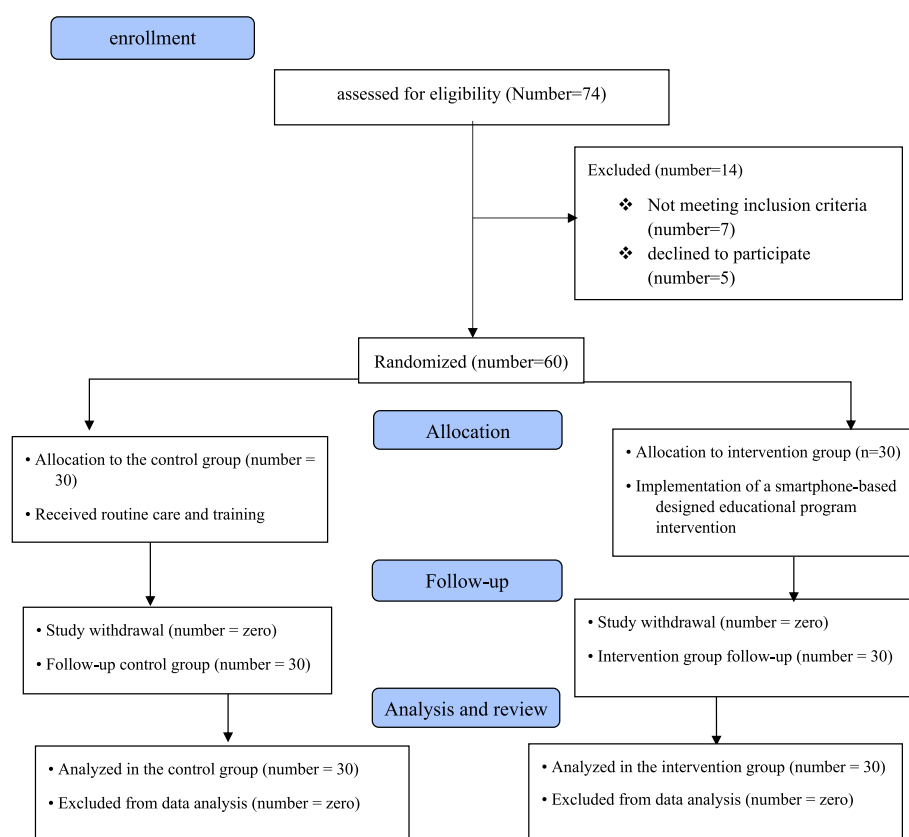 enrollment
assessed for eligibility (Number=74)
Excluded (number=14)
❖ Not meeting inclusion criteria
(number=7)
❖ declined to participate
(number=5)
Randomized (number=60)
Allocation
• Allocation to the control group (number =
30)
• Received routine care and training
• Allocation to intervention group (n=30)
• Implementation of a smartphone-based
designed educational program
intervention
Follow-up
• Study withdrawal (number = zero)
• Follow-up control group (number = 30)
• Study withdrawal (number = zero)
• Intervention group follow-up (number = 30)
Analysis and review
• Analyzed in the control group (number = 30)
• Excluded from data analysis (number = zero)
• Analyzed in the intervention group (number = 30)
• Excluded from data analysis (number = zero)